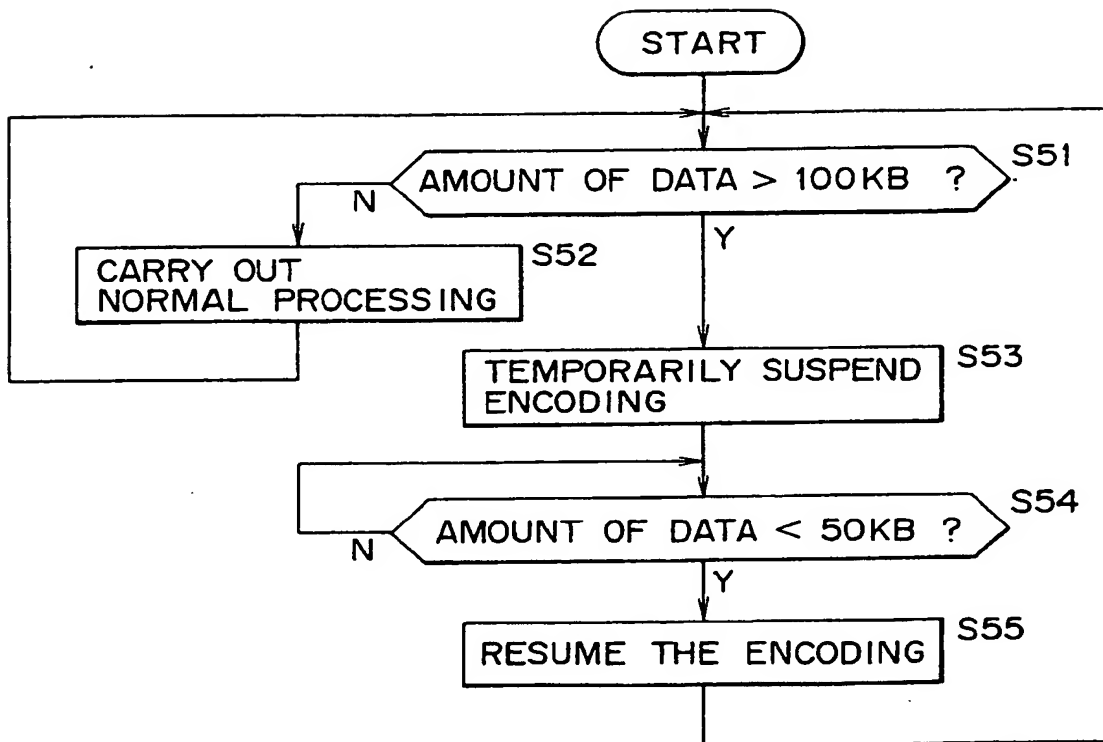 START
S51
AMOUNT OF DATA > 100KB ?
N
Y
S52
CARRY OUT
NORMAL PROCESSING
S53
TEMPORARILY SUSPEND
ENCODING
S54
AMOUNT OF DATA < 50KB ?
N
Y
S55
RESUME THE ENCODING